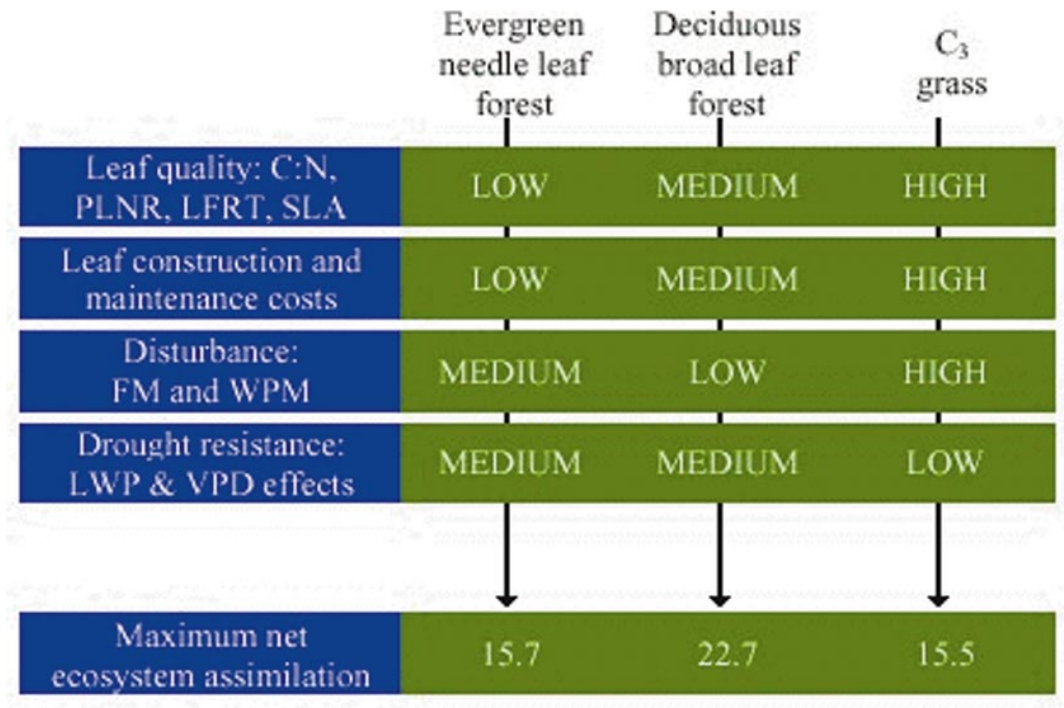 Evergreen needle leaf forest
Deciduous broad leaf forest
C₃ grass
Leaf quality: C:N,
PLNR, LFRT, SLA
LOW MEDIUM HIGH
Leaf construction and
maintenance costs
LOW MEDIUM HIGH
Disturbance:
FM and WPM
MEDIUM LOW HIGH
Drought resistance:
LWP & VPD effects
MEDIUM MEDIUM LOW
Maximum net
ecosystem assimilation
15.7 22.7 15.5